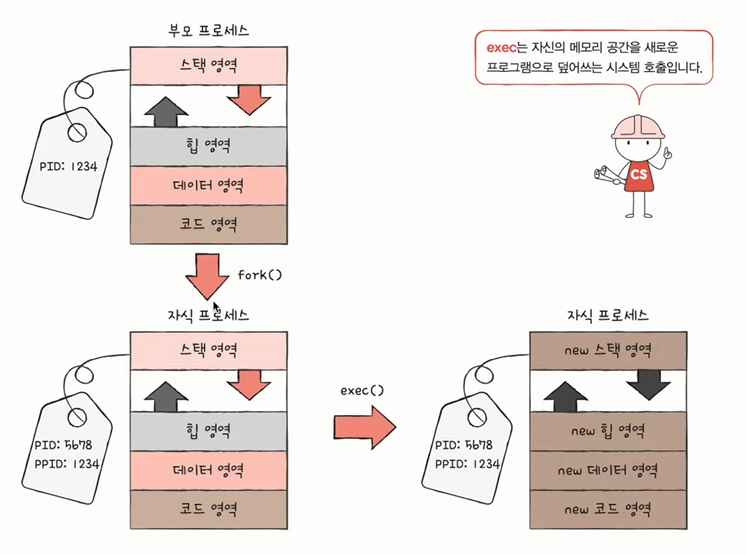 부모 프로세스
스택 영역
힙 영역
데이터 영역
코드 영역
PID: 1234
exec는 자신의 메모리 공간을 새로운
프로그램으로 덮어쓰는 시스템 호출입니다.
CS
fork()
자식 프로세스
스택 영역
힙 영역
데이터 영역
코드 영역
PID: 5678
PPID: 1234
exec()
자식 프로세스
new 스택 영역
new 힙 영역
new 데이터 영역
new 코드 영역
PID: 5678
PPID: 1234